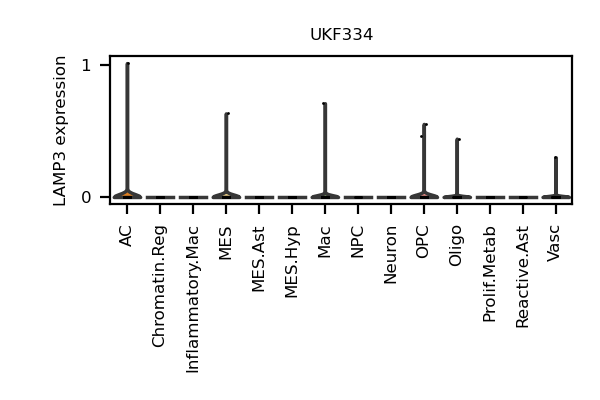 UKF334
LAMP3 expression
1
0
AC
Chromatin.Reg
Inflammatory.Mac
MES
MES.Ast
MES.Hyp
Mac
NPC
Neuron
OPC
Oligo
Prolif.Metab
Reactive.Ast
Vasc